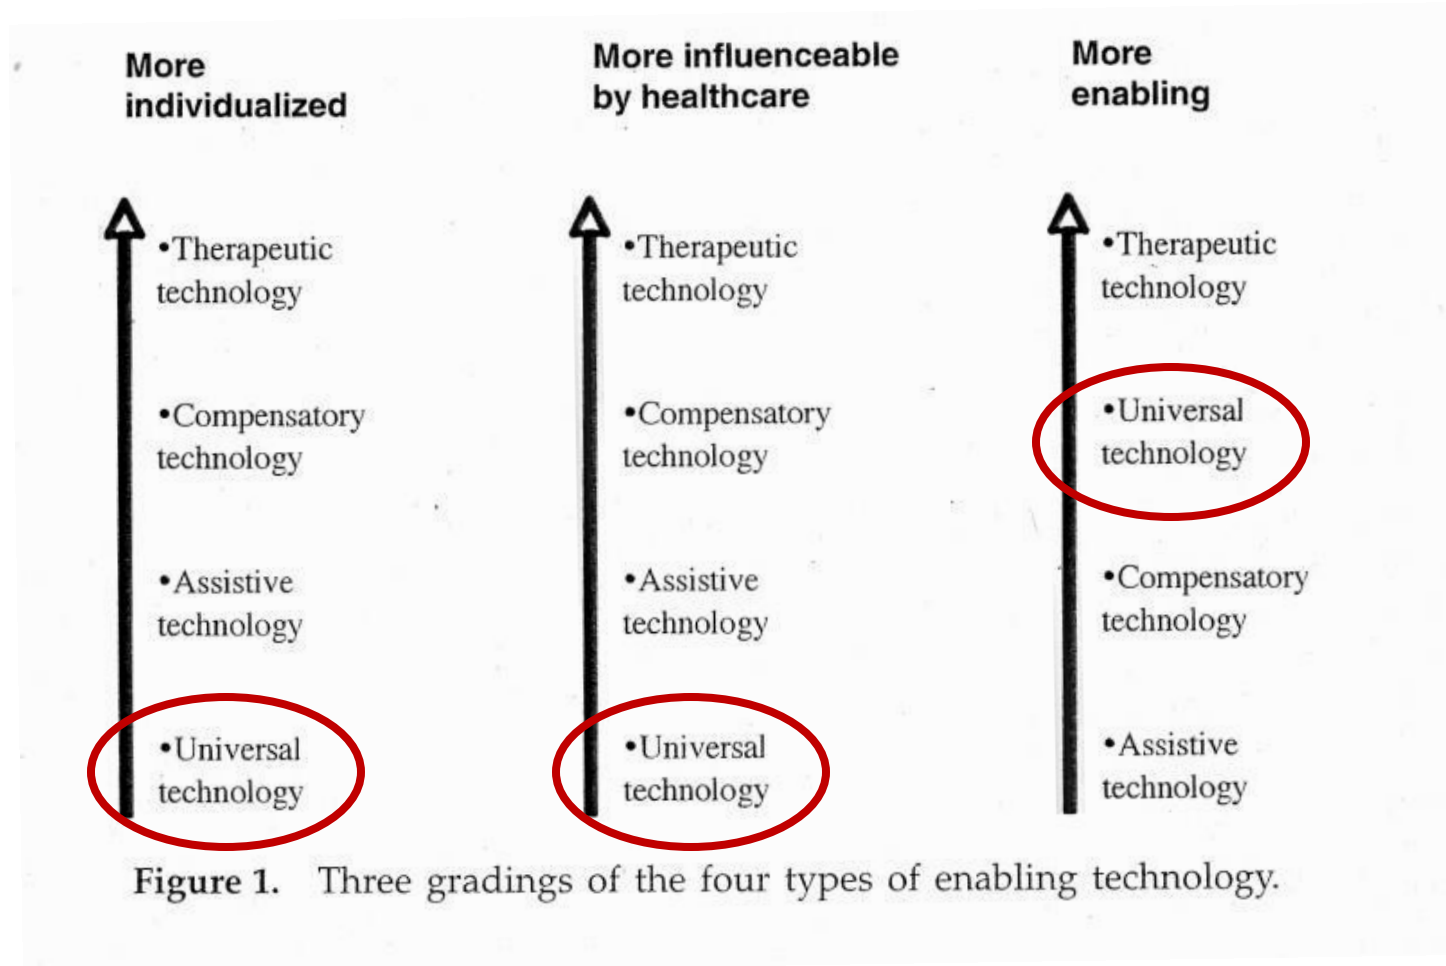 More
individualized
•Therapeutic
technology
•Compensatory
technology
•Assistive
technology
•Universal
technology
More influenceable
by healthcare
•Therapeutic
technology
•Compensatory
technology
•Assistive
technology
•Universal
technology
More
enabling
•Therapeutic
technology
•Universal
technology
•Compensatory
technology
•Assistive
technology
Figure 1. Three gradings of the four types of enabling technology.